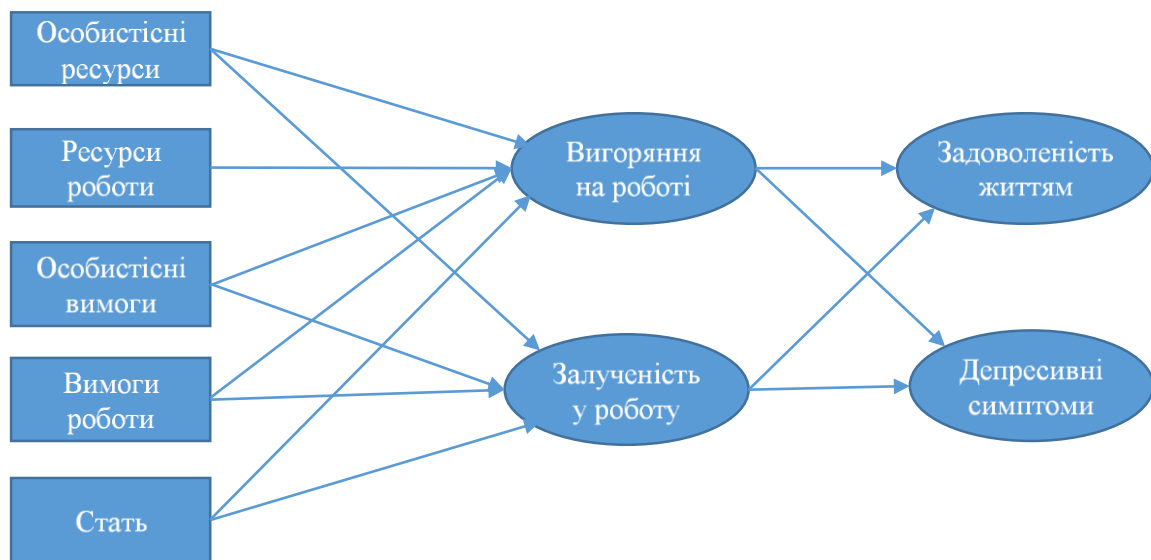 Особистісні
ресурси
Ресурси
роботи
Особистісні
вимоги
Вимоги
роботи
Стать
Вигоряння
на роботі
Залученість
у роботу
Задоволеність
життям
Депресивні
симптоми